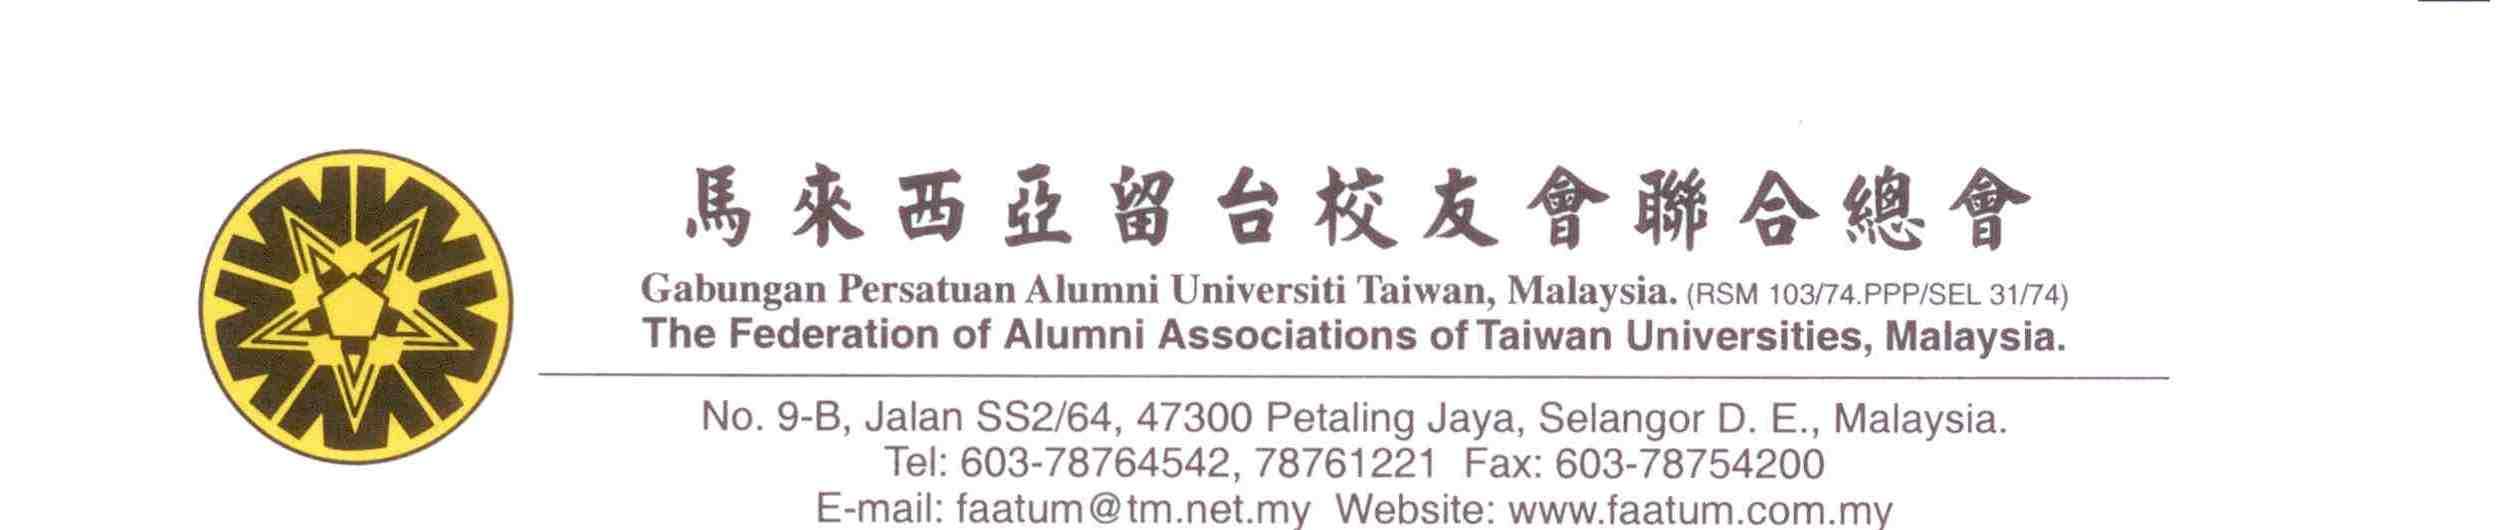 馬來西亞留台校友會聯合總會
Gabungan Persatuan Alumni Universiti Taiwan, Malaysia. (RSM 103/74.PPP/SEL 31/74)
The Federation of Alumni Associations of Taiwan Universities, Malaysia.
No. 9-B, Jalan SS2/64, 47300 Petaling Jaya, Selangor D. E., Malaysia.
Tel: 603-78764542, 78761221 Fax: 603-78754200
E-mail: faatum@tm.net.my Website: www.faatum.com.my